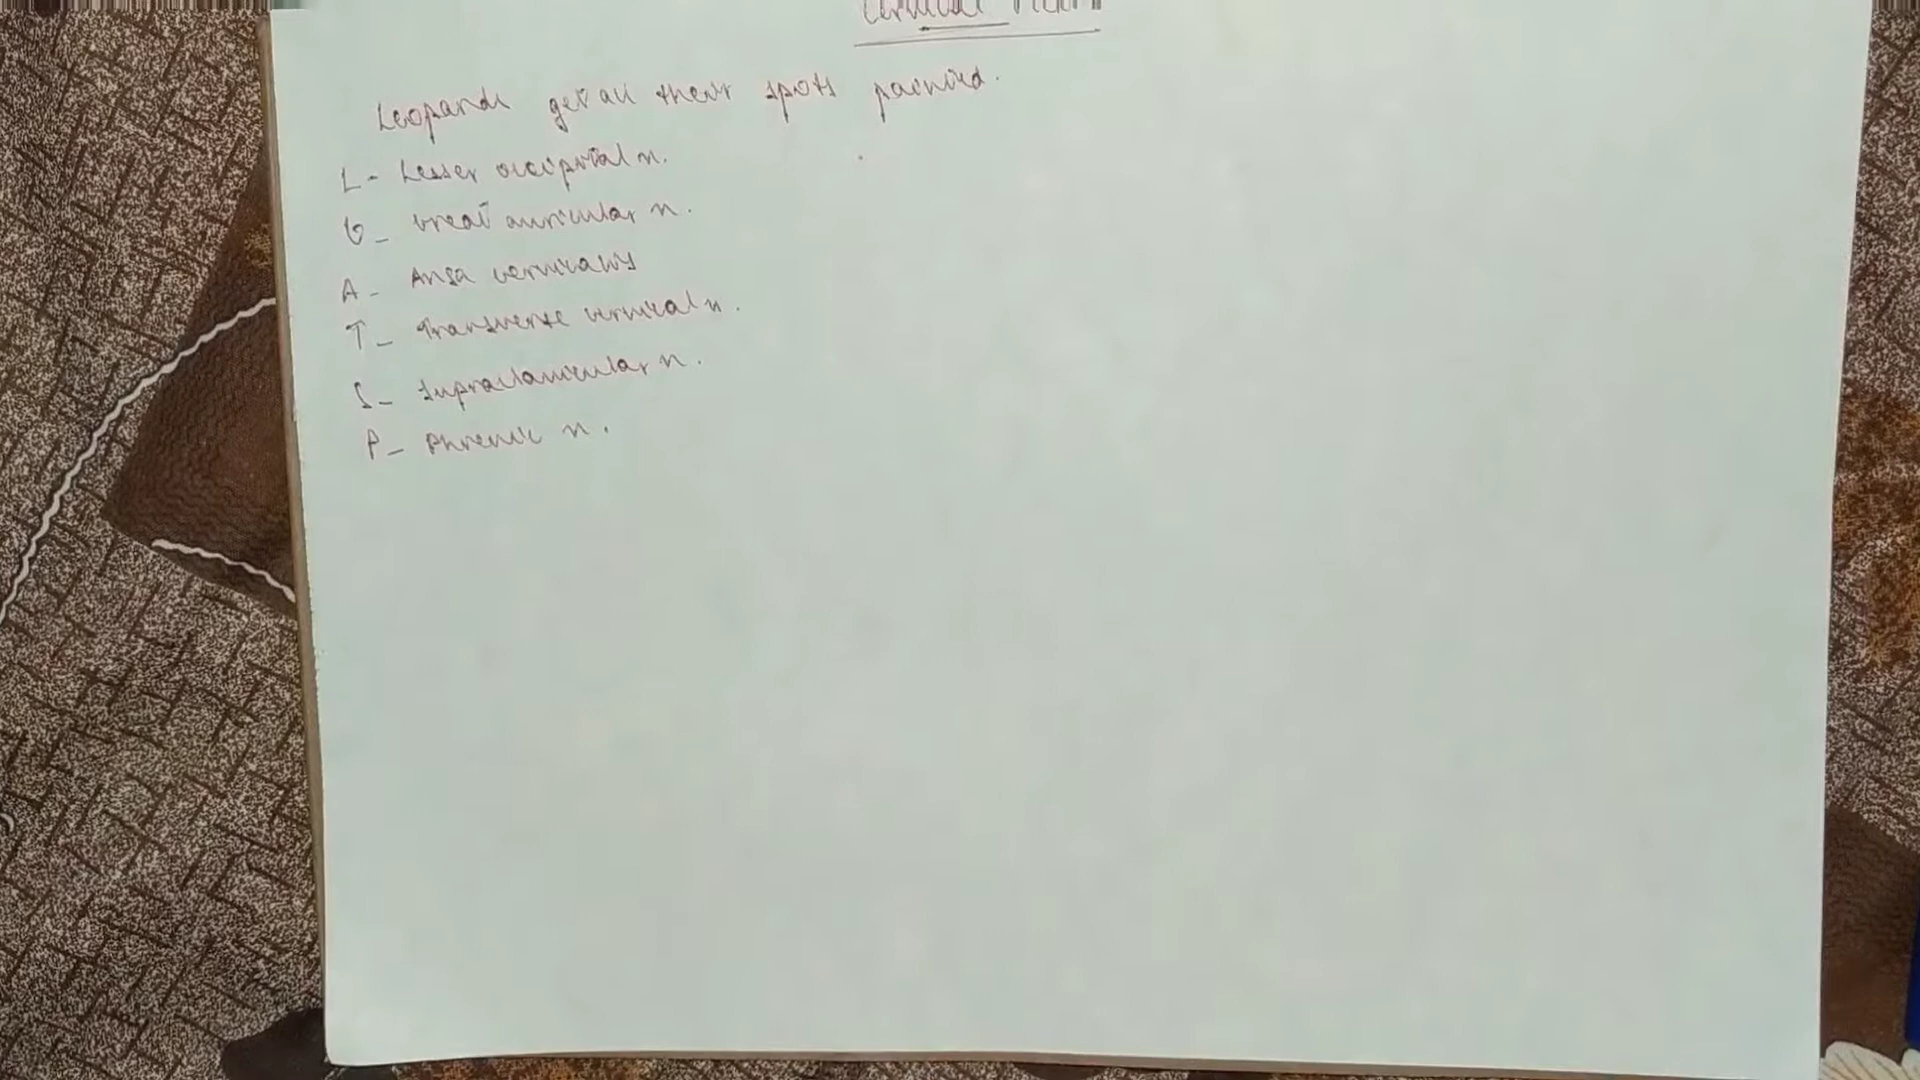 Leopards get all their spots painted.
L- Lesser occipital n.
G- Great auricular n.
A- Ansa cervicalis
T- Transverse cervical n.
S- Supraclavicular n.
P- Phrenic n.